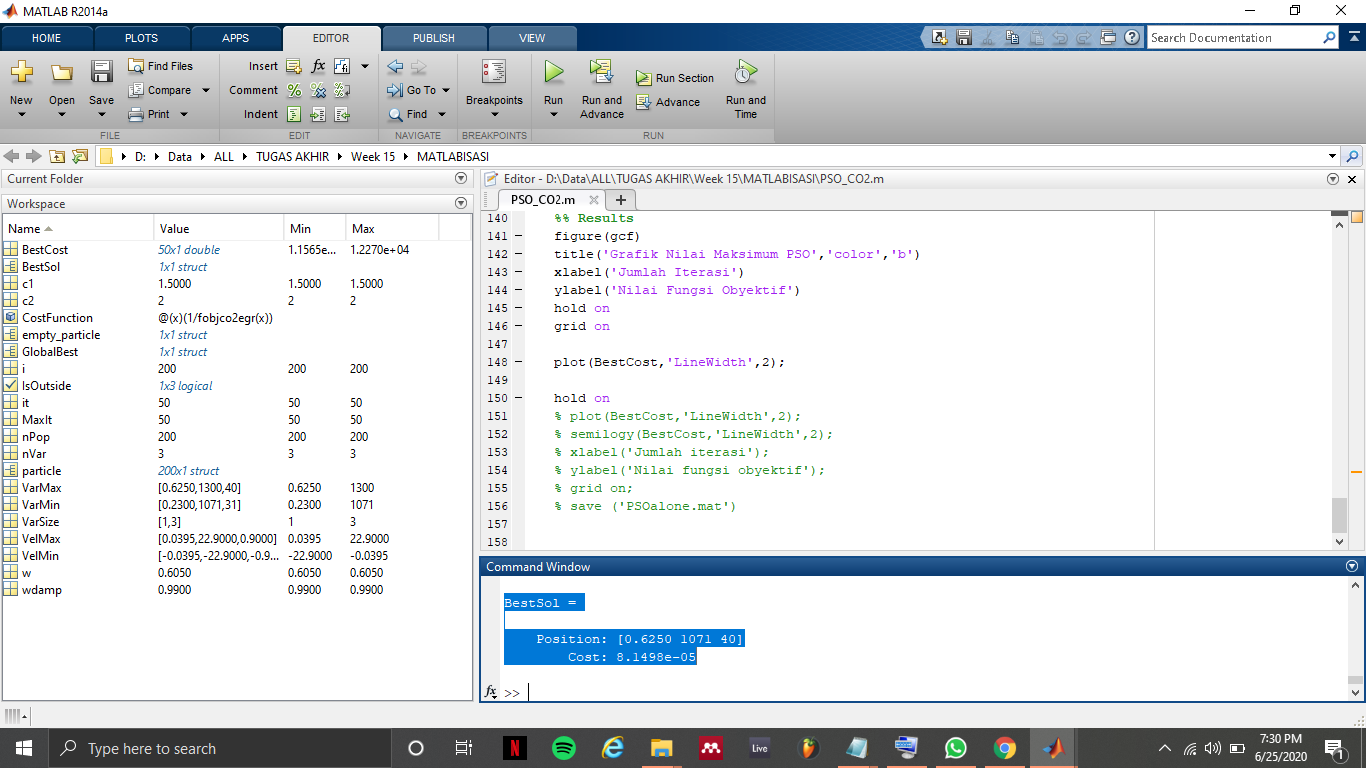 MATLAB R2014a
HOME PLOTS APPS EDITOR PUBLISH VIEW
Search Documentation
New Open Save
Find Files
Compare
Print
FILE
Insert
Comment
Indent
EDIT
Go To
Find
NAVIGATE
Breakpoints
BREAKPOINTS
Run
Run and Advance
Run Section
Advance
Run and Time
RUN
D: Data ALL TUGAS AKHIR Week 15 MATLABISASI
Current Folder
Workspace
Name Value Min Max
BestCost 50x1 double 1.1565e... 1.2270e+04
BestSol 1x1 struct
c1 1.5000 1.5000 1.5000
c2 2 2 2
CostFunction @(x)(1/fobjco2egr(x))
empty_particle 1x1 struct
GlobalBest 1x1 struct
i 200 200 200
IsOutside 1x3 logical
it 50 50 50
MaxIt 50 50 50
nPop 200 200 200
nVar 3 3 3
particle 200x1 struct
VarMax [0.6250,1300,40] 0.6250 1300
VarMin [0.2300,1071,31] 0.2300 1071
VarSize [1,3] 1 3
VelMax [0.0395,22.9000,0.9000] 0.0395 22.9000
VelMin [-0.0395,-22.9000,-0.9... -22.9000 -0.0395
w 0.6050 0.6050 0.6050
wdamp 0.9900 0.9900 0.9900
Editor - D:\Data\ALL\TUGAS AKHIR\Week 15\MATLABISASI\PSO_CO2.m
PSO_CO2.m
140 %% Results
141 – figure(gcf)
142 – title('Grafik Nilai Maksimum PSO','color','b')
143 – xlabel('Jumlah Iterasi')
144 – ylabel('Nilai Fungsi Obyektif')
145 – hold on
146 – grid on
147
148 – plot(BestCost,'LineWidth',2);
149
150 – hold on
151 % plot(BestCost,'LineWidth',2);
152 % semilogy(BestCost,'LineWidth',2);
153 % xlabel('Jumlah iterasi');
154 % ylabel('Nilai fungsi obyektif');
155 % grid on;
156 % save ('PSOalone.mat')
157
158
Command Window
BestSol =
Position: [0.6250 1071 40]
Cost: 8.1498e-05
fx >>
Type here to search
Live
7:30 PM
6/25/2020
1